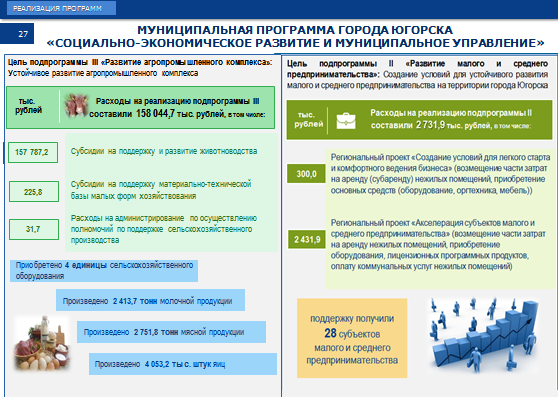 РЕАЛИЗАЦИЯ ПРОГРАММ
27
МУНИЦИПАЛЬНАЯ ПРОГРАММА ГОРОДА ЮГОРСКА
«СОЦИАЛЬНО-ЭКОНОМИЧЕСКОЕ РАЗВИТИЕ И МУНИЦИПАЛЬНОЕ УПРАВЛЕНИЕ»
Цель подпрограммы III «Развитие агропромышленного комплекса»:
Устойчивое развитие агропромышленного комплекса
тыс.
рублей
Расходы на реализацию подпрограммы III
составили 158 044,7 тыс. рублей, в том числе:
157 787,2
Субсидии на поддержку и развитие животноводства
225,8
Субсидии на поддержку материально-технической
базы малых форм хозяйствования
31,7
Расходы на администрирование по осуществлению
полномочий по поддержке сельскохозяйственного
производства
Приобретено 4 единицы сельскохозяйственного
оборудования
Произведено 2 413,7 тонн молочной продукции
Произведено 2 751,8 тонн мясной продукции
Произведено 4 053,2 тыс. штук яиц
Цель подпрограммы II «Развитие малого и среднего
предпринимательства»: Создание условий для устойчивого развития
малого и среднего предпринимательства на территории города Югорска
тыс.
рублей
Расходы на реализацию подпрограммы II
составили 2 731,9 тыс. рублей, в том числе:
300,0
Региональный проект «Создание условий для легкого старта
и комфортного ведения бизнеса» (возмещение части затрат
на аренду (субаренду) нежилых помещений, приобретение
основных средств (оборудование, оргтехника, мебель))
2 431,9
Региональный проект «Акселерация субъектов малого и
среднего предпринимательства» (возмещение части затрат
на аренду нежилых помещений, приобретение
оборудования, лицензионных программных продуктов,
оплату коммунальных услуг нежилых помещений)
поддержку получили
28 субъектов
малого и среднего
предпринимательства